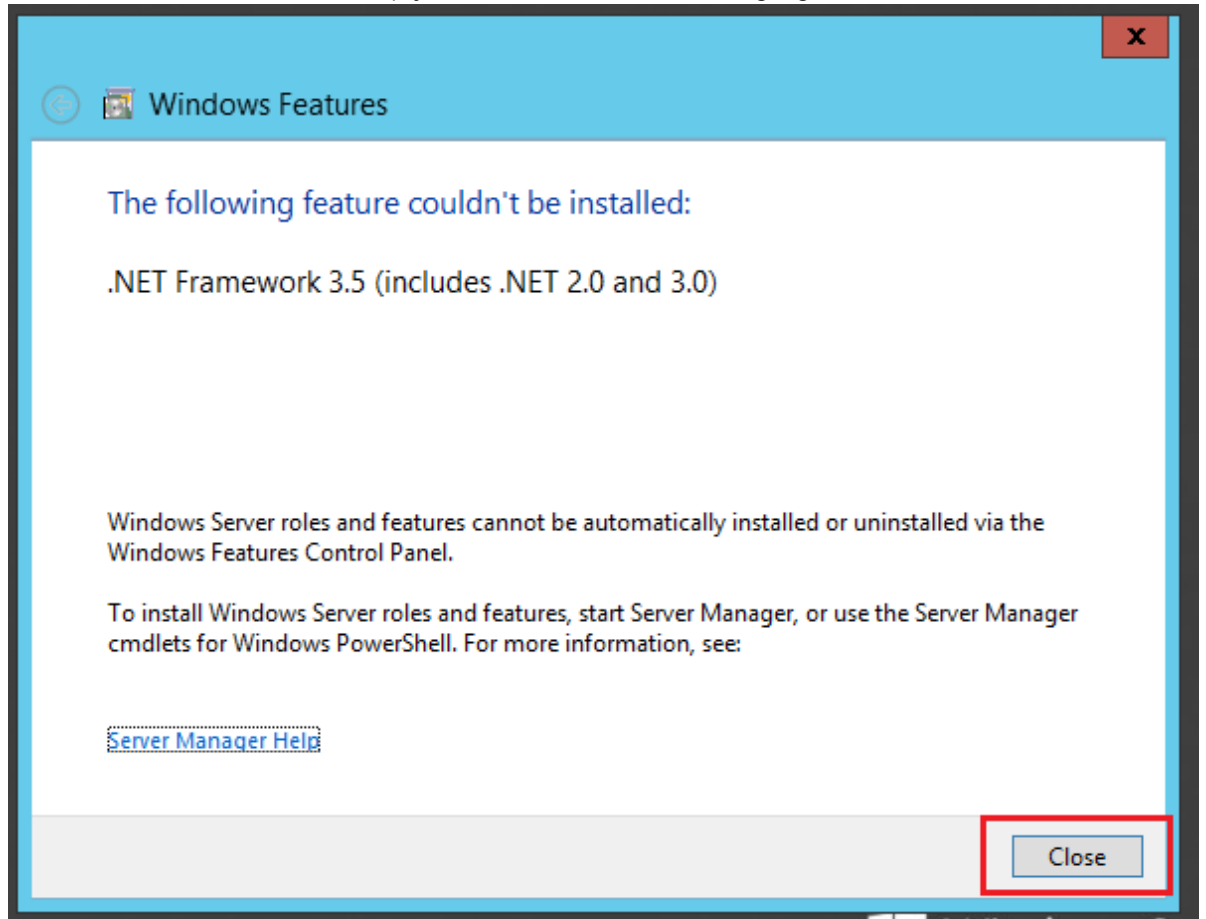 x
Windows Features
The following feature couldn't be installed:
.NET Framework 3.5 (includes .NET 2.0 and 3.0)
Windows Server roles and features cannot be automatically installed or uninstalled via the
Windows Features Control Panel.
To install Windows Server roles and features, start Server Manager, or use the Server Manager
cmdlets for Windows PowerShell. For more information, see:
Server Manager Help
Close